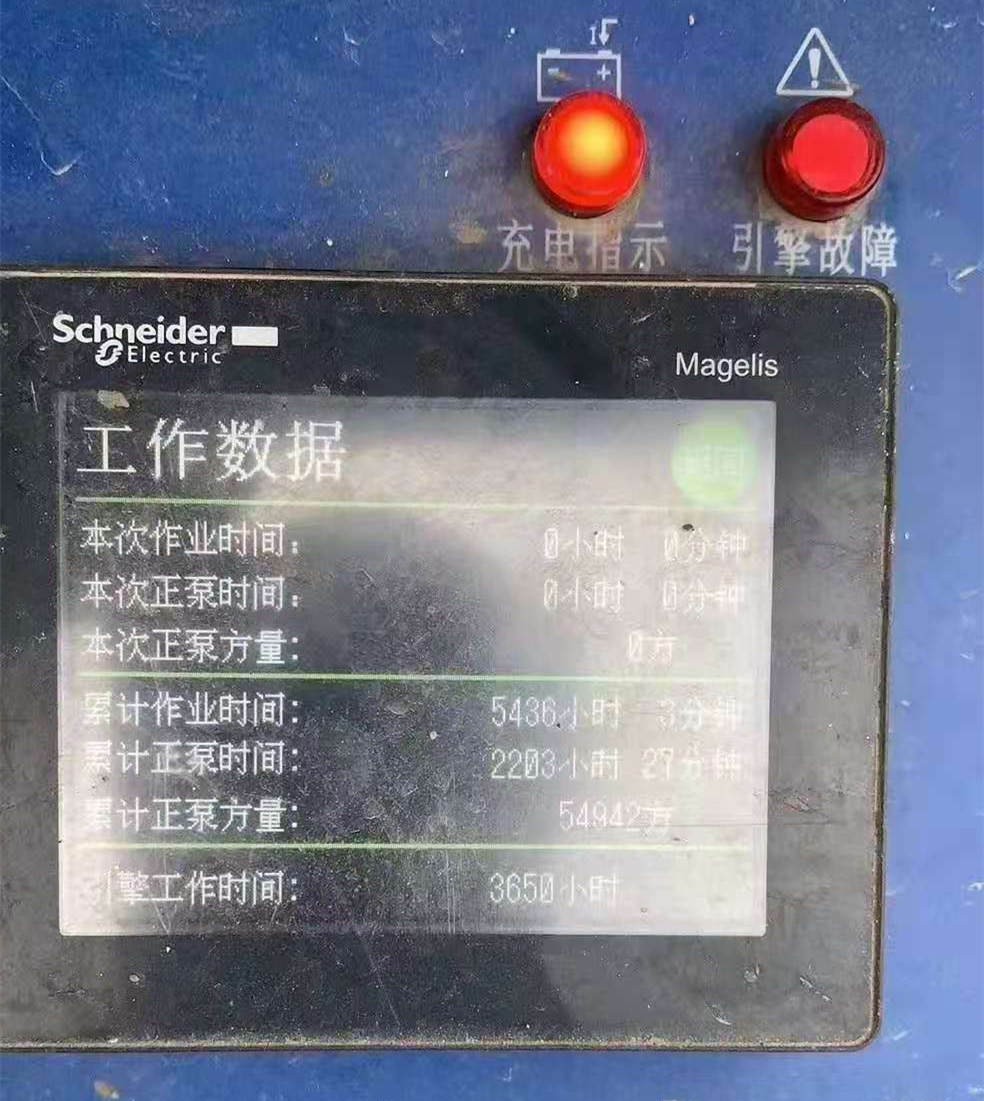 充电指示 引擎故障
Schneider
Electric
Magelis
工作数据
本次作业时间: 0小时 0分钟
本次正泵时间: 0小时 0分钟
本次正泵方量: 0方
累计作业时间: 5436小时 3分钟
累计正泵时间: 2203小时 27分钟
累计正泵方量: 54942方
引擎工作时间: 3650小时